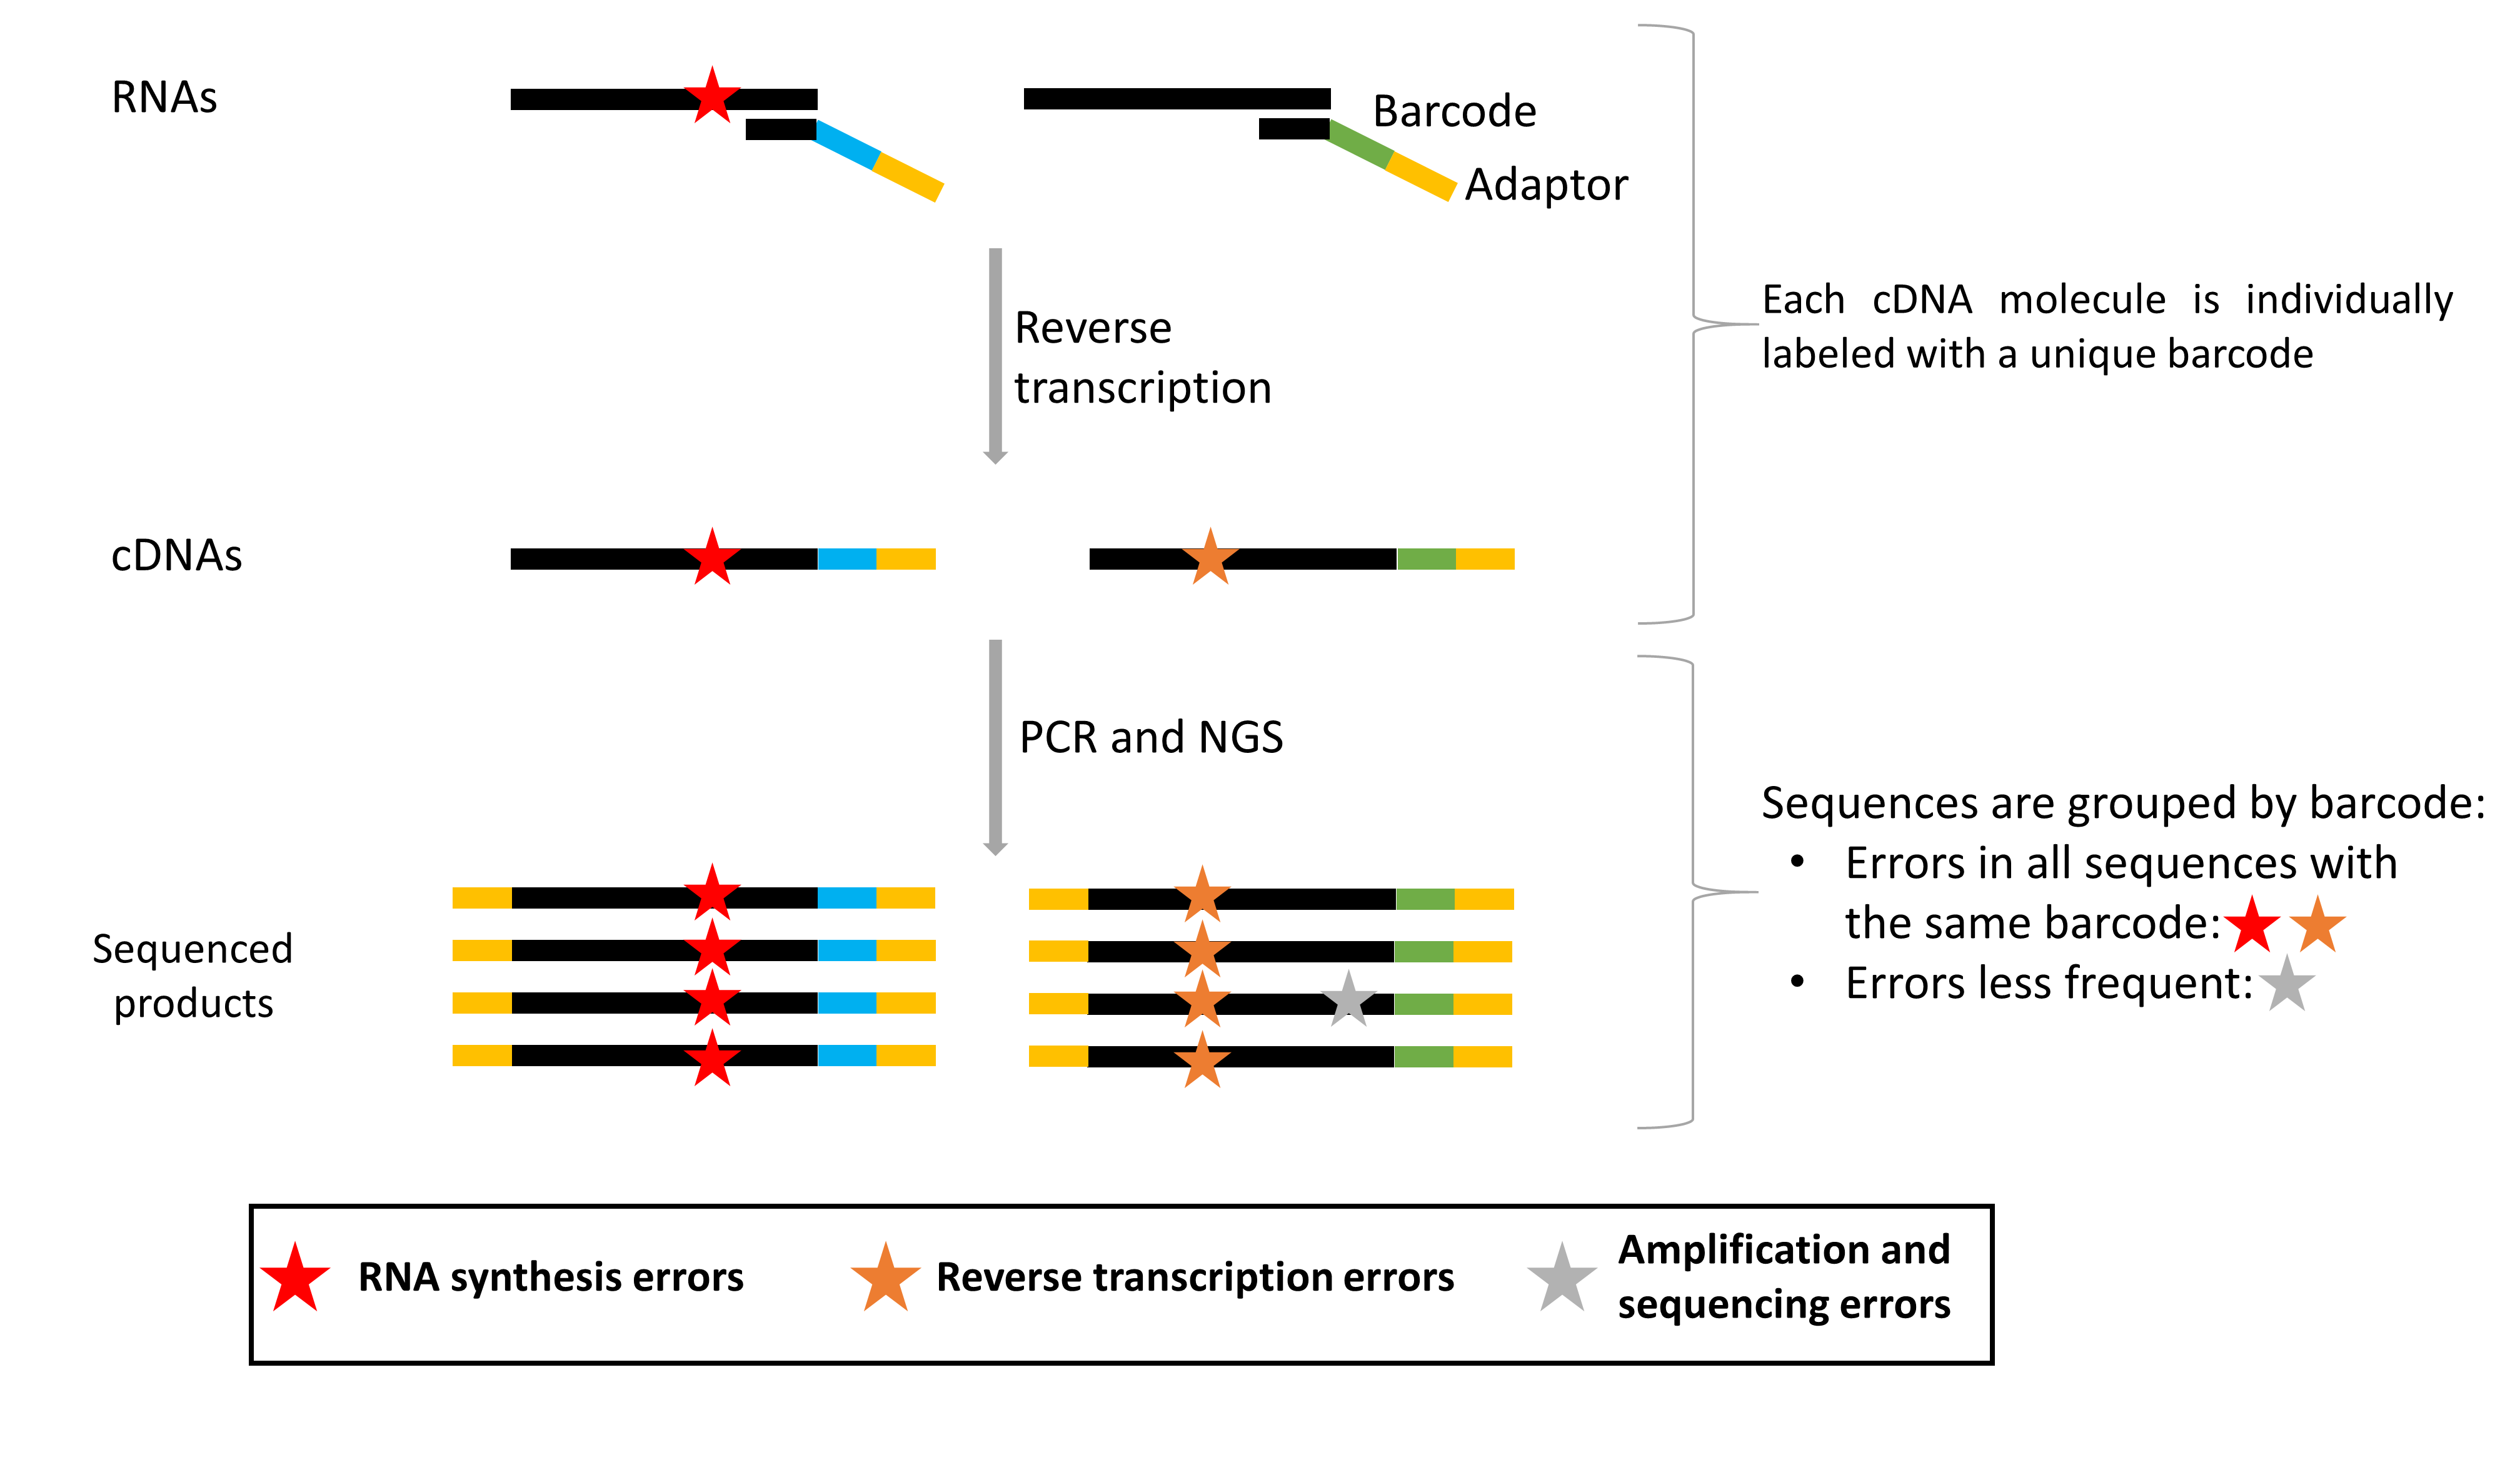 RNAs
Barcode
Adaptor
Reverse
transcription
Each cDNA molecule is individually
labeled with a unique barcode
cDNAs
PCR and NGS
Sequences are grouped by barcode:
• Errors in all sequences with
the same barcode:
• Errors less frequent:
Sequenced
products
RNA synthesis errors
Reverse transcription errors
Amplification and
sequencing errors